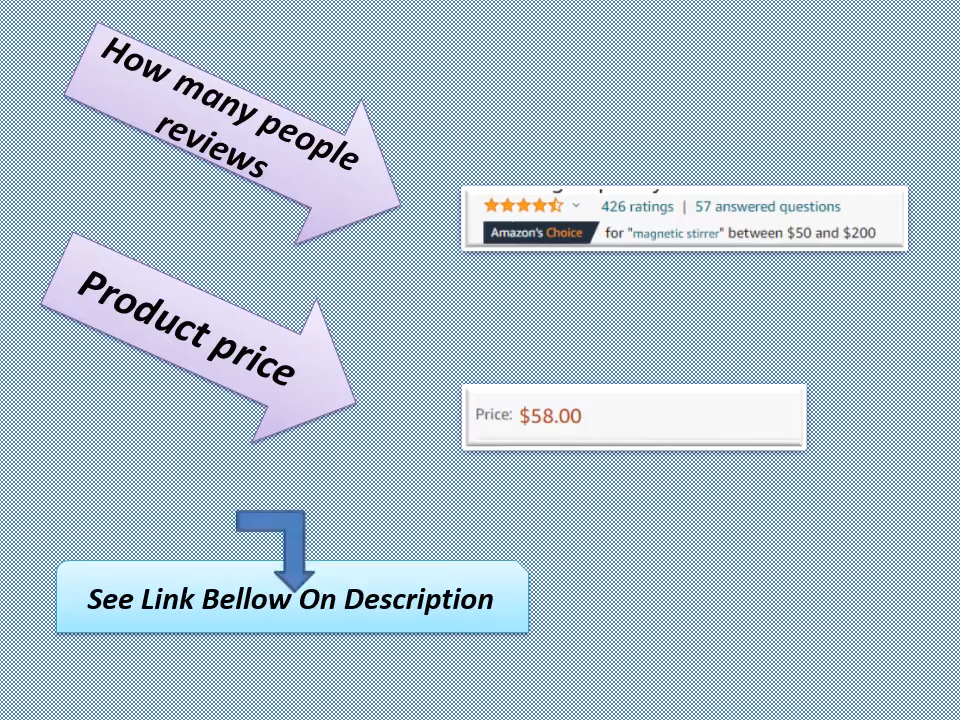 How many people
reviews
426 ratings | 57 answered questions
Amazon's Choice for "magnetic stirrer" between $50 and $200
Product price
Price: $58.00
See Link Bellow On Description